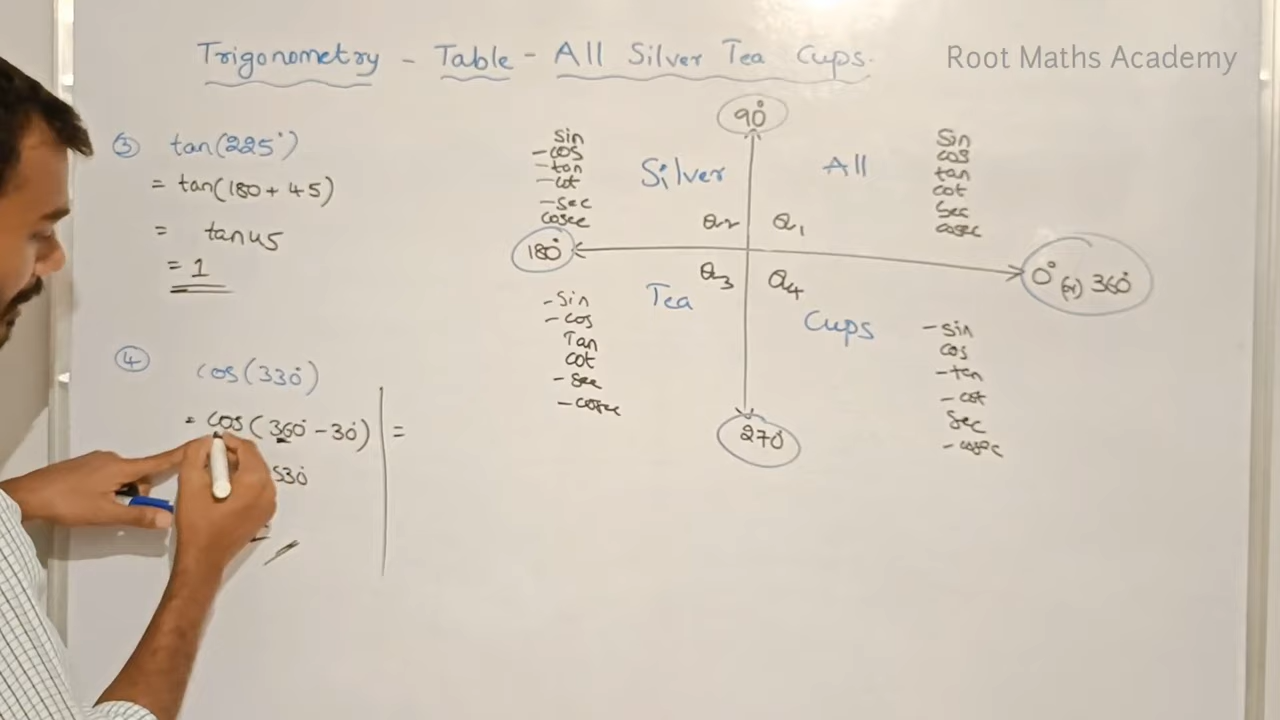 Trigonometry - Table - All Silver Tea Cups.
Root Maths Academy
③ tan(225°)
= tan(180 + 45)
= tan45
= 1
④ cos(330°)
= cos(360° - 30°) =
s30°
90°
sin
-cos
-tan
-cot
-sec
cosec
Silver
All
sin
cos
tan
cot
sec
cosec
Q2
Q1
180°
0° (or) 360°
Q3
Q4
Tea
Cups
-sin
-cos
Tan
cot
-sec
-cosec
-sin
cos
-tan
-cot
sec
-cosec
270°